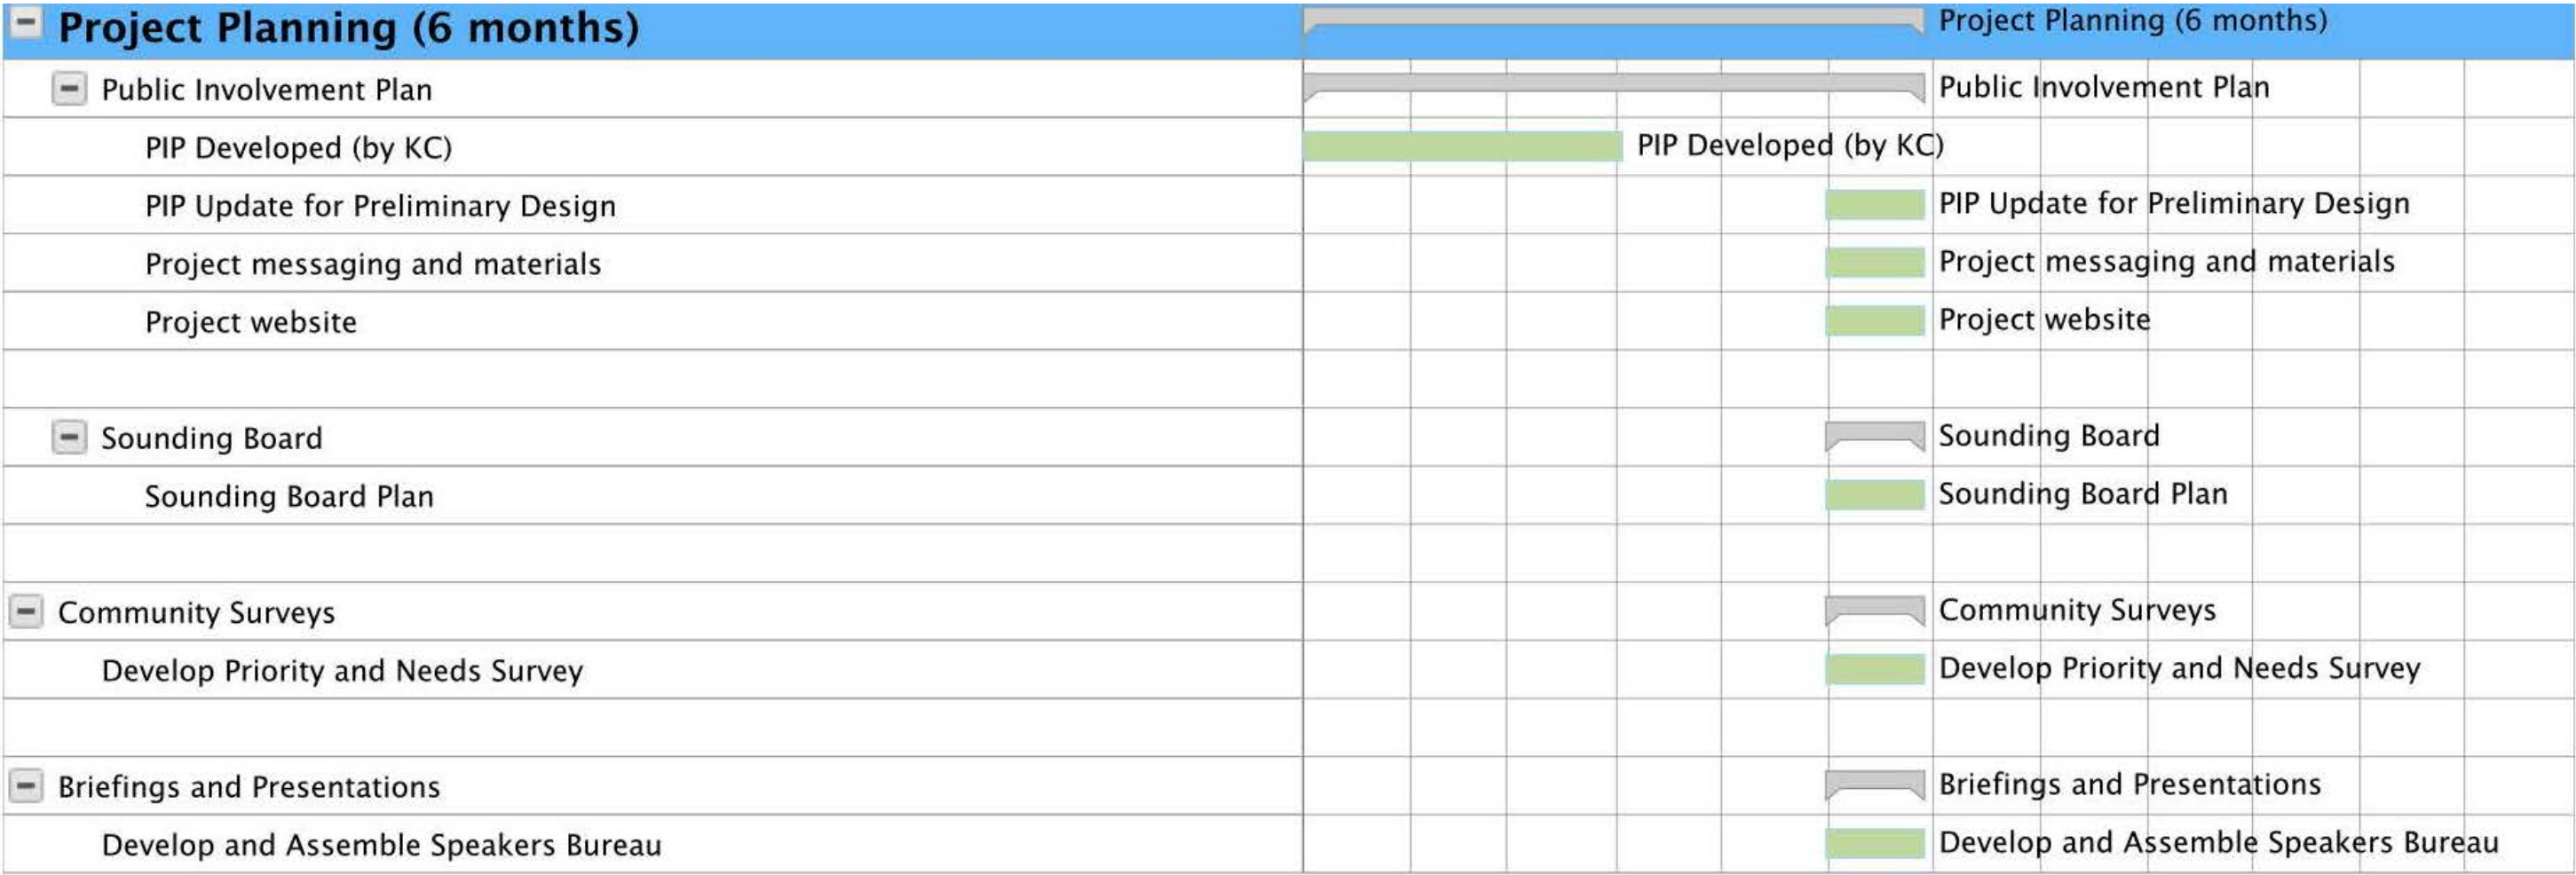 Project Planning (6 months) Project Planning (6 months)
Public Involvement Plan Public Involvement Plan
PIP Developed (by KC) PIP Developed (by KC)
PIP Update for Preliminary Design PIP Update for Preliminary Design
Project messaging and materials Project messaging and materials
Project website Project website
Sounding Board Sounding Board
Sounding Board Plan Sounding Board Plan
Community Surveys Community Surveys
Develop Priority and Needs Survey Develop Priority and Needs Survey
Briefings and Presentations Briefings and Presentations
Develop and Assemble Speakers Bureau Develop and Assemble Speakers Bureau